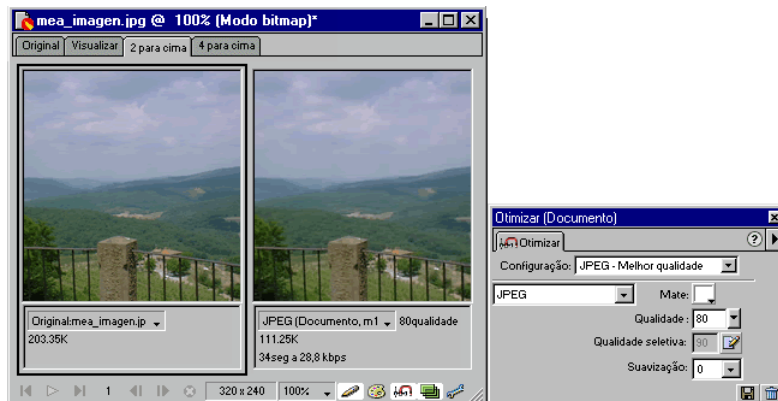 mea_imagen.jpg @ 100% (Modo bitmap)*
Original Visualizar 2 para cima 4 para cima
Original:mea_imagen.jp
203.35K
JPEG (Documento, m1 80qualidade
111.25K
34seg a 28,8 kbps
1 320 x 240 100%
Otimizar (Documento)
Otimizar
Configuração: JPEG - Melhor qualidade
JPEG Mate:
Qualidade : 80
Qualidade seletiva: 90
Suavização: 0